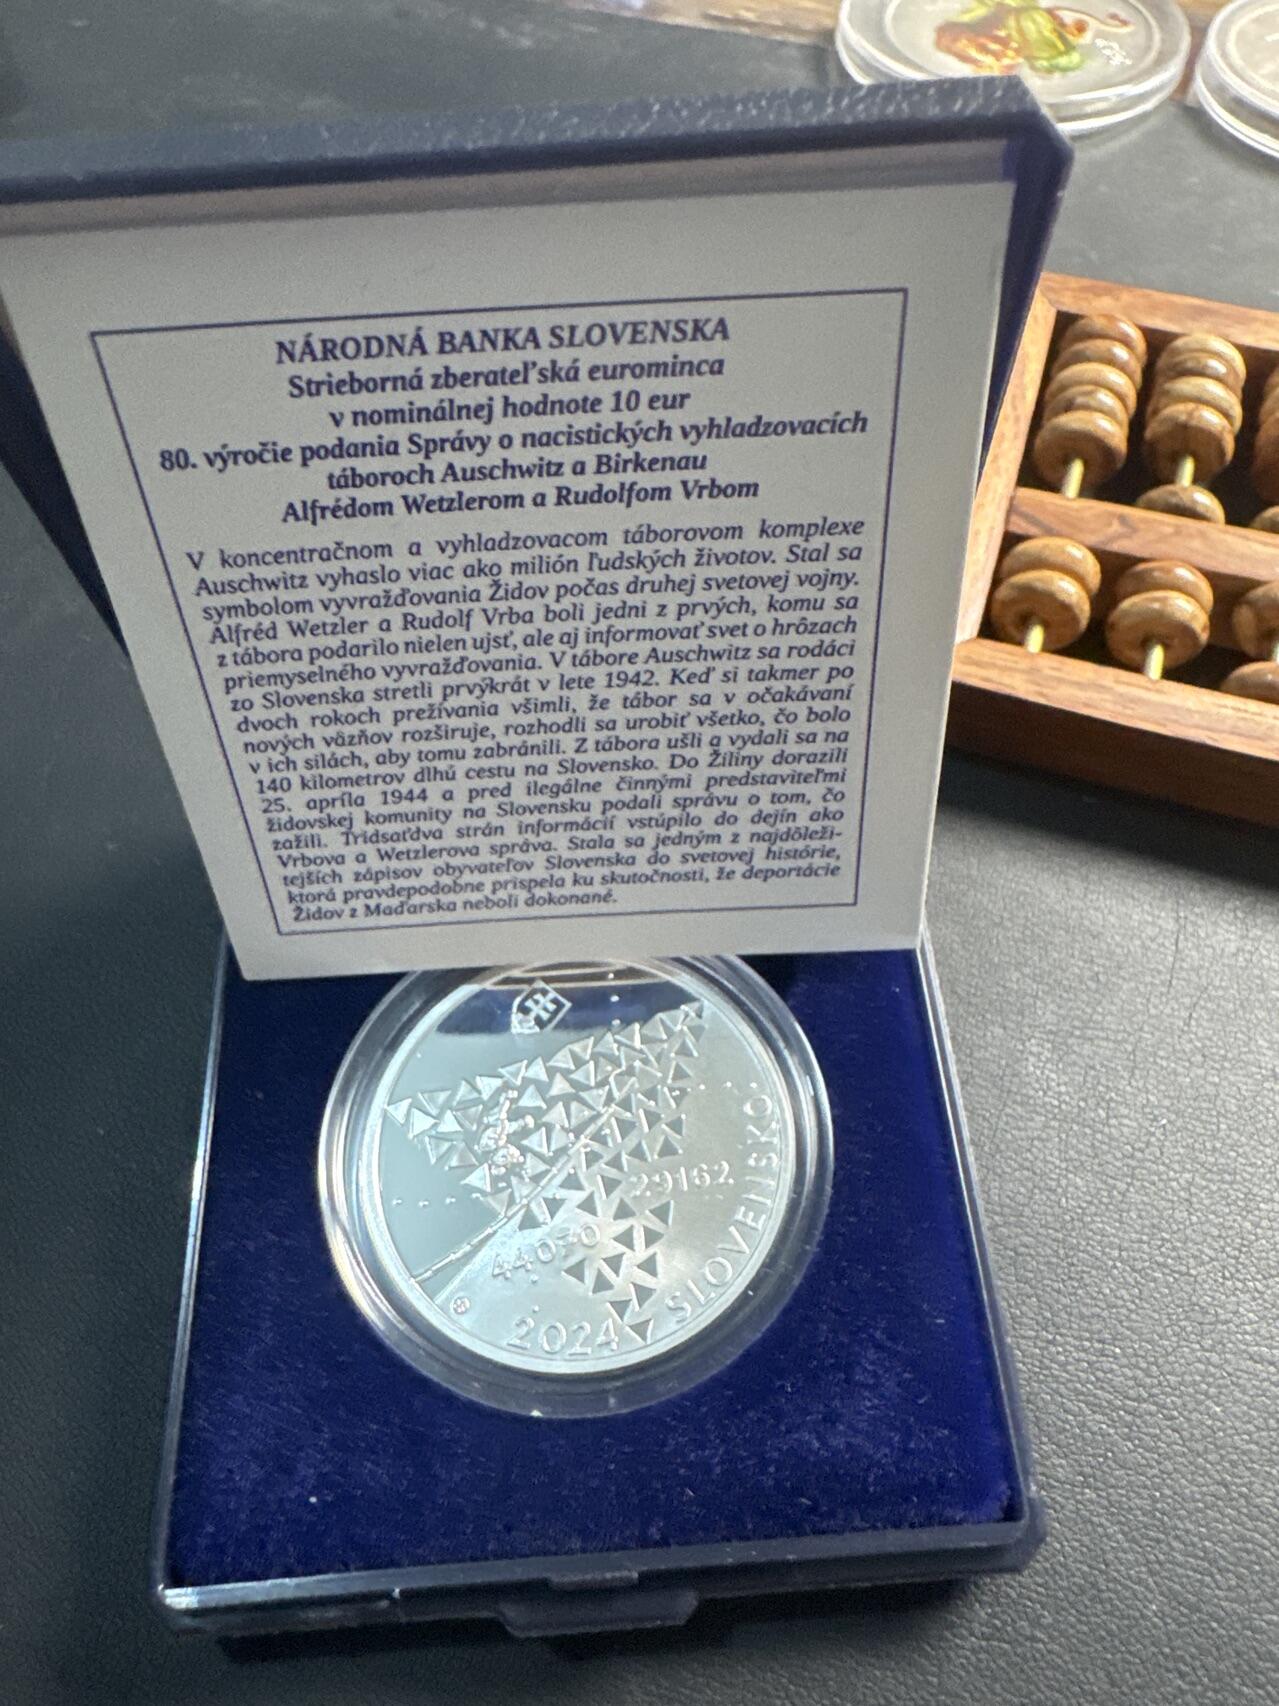 NÁRODNÁ BANKA SLOVENSKA
Strieborná zberateľská eurominca
v nominálnej hodnote 10 eur
80. výročie podania Správy o nacistických vyhladzovacích
táboroch Auschwitz a Birkenau
Alfrédom Wetzlerom a Rudolfom Vrbom
V koncentračnom a vyhladzovacom táborovom komplexe
Auschwitz vyhaslo viac ako milión ľudských životov. Stal sa
symbolom vyvražďovania Židov počas druhej svetovej vojny.
Alfréd Wetzler a Rudolf Vrba boli jedni z prvých, komu sa
z tábora podarilo nielen ujsť, ale aj informovať svet o hrôzach
priemyselného vyvražďovania. V tábore Auschwitz sa rodáci
zo Slovenska stretli prvýkrát v lete 1942. Keď si takmer po
dvoch rokoch prežívania všimli, že tábor sa v očakávaní
nových väzňov rozširuje, rozhodli sa urobiť všetko, čo bolo
v ich silách, aby tomu zabránili. Z tábora ušli a vydali sa na
140 kilometrov dlhú cestu na Slovensko. Do Žiliny dorazili
25. apríla 1944 a pred ilegálne činnými predstaviteľmi
židovskej komunity na Slovensku podali správu o tom, čo
zažili. Tridsaťdva strán informácií vstúpilo do dejín ako
Vrbova a Wetzlerova správa. Stala sa jedným z najdôleži-
tejších zápisov obyvateľov Slovenska do svetovej histórie,
ktorá pravdepodobne prispela ku skutočnosti, že deportácie
Židov z Maďarska neboli dokonané.
29162
44070
2024
SLOVENSKO